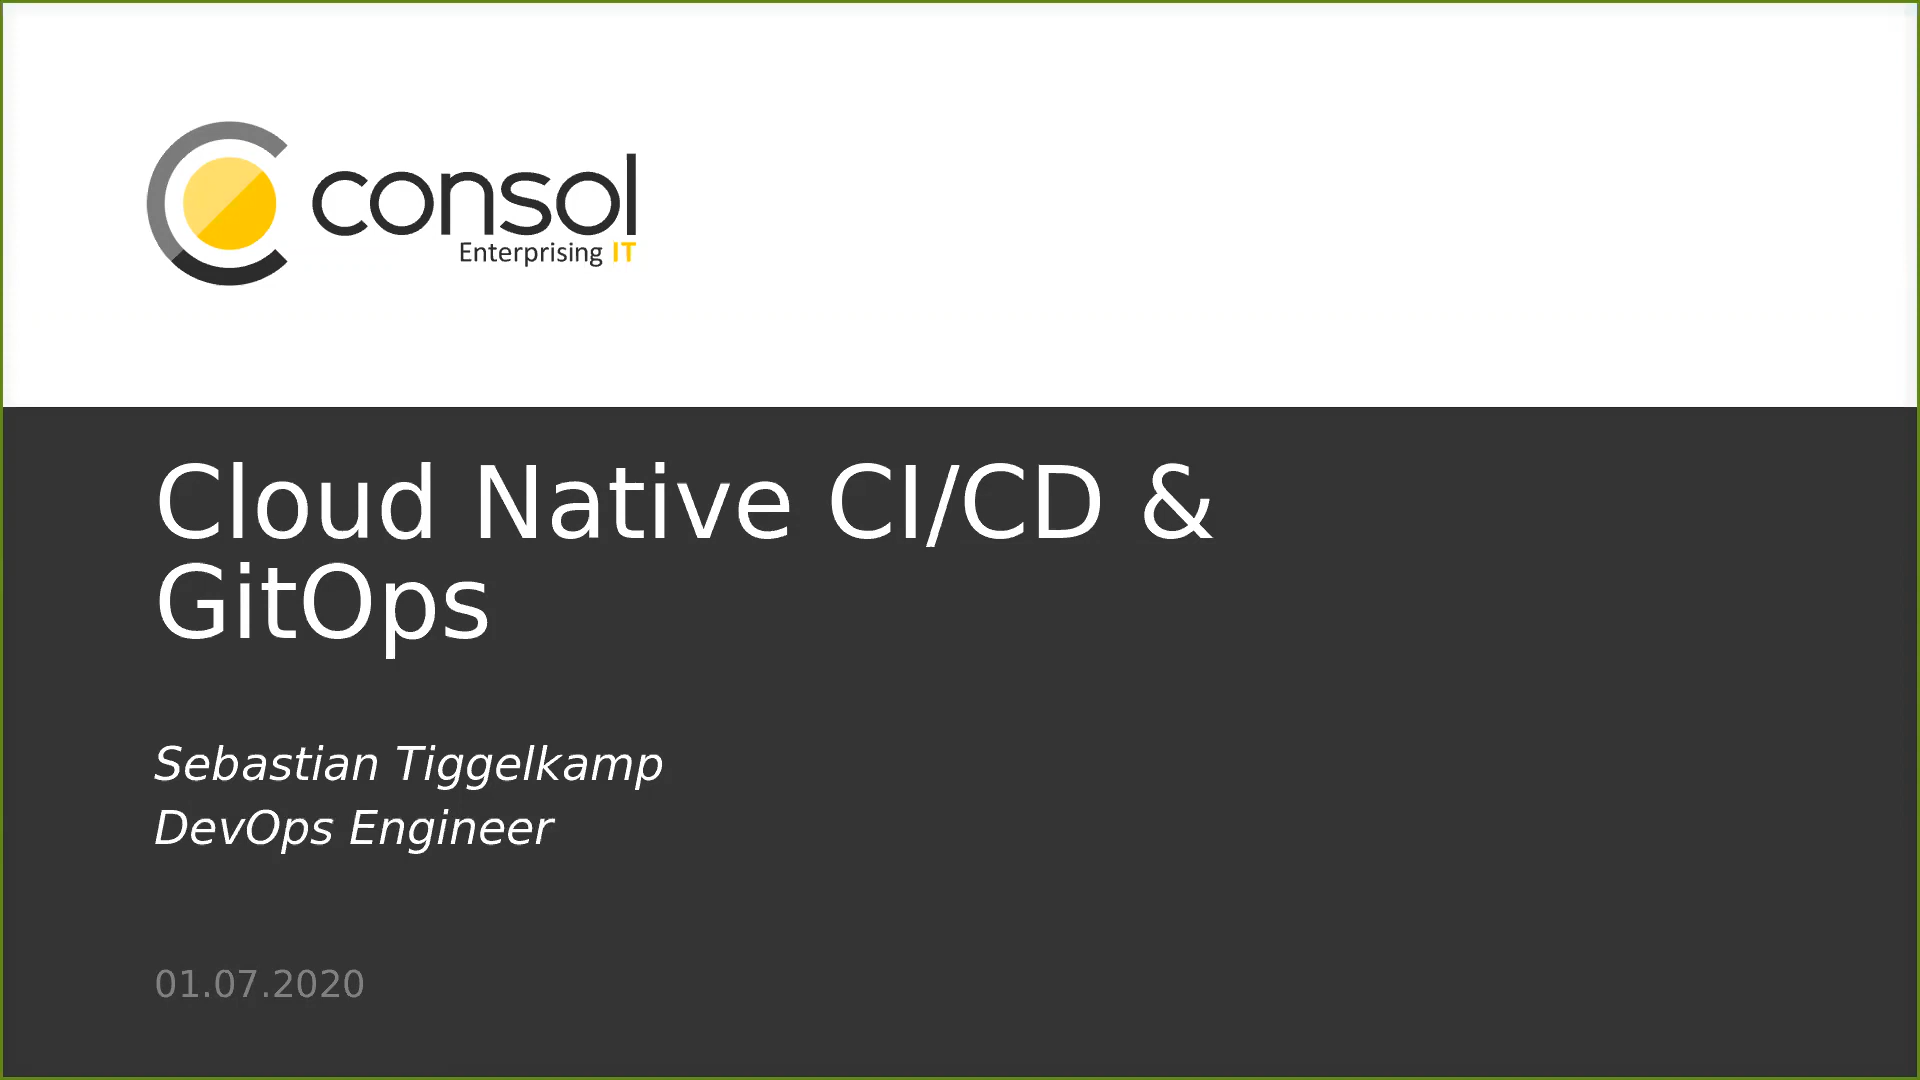 consol
Enterprising IT
Cloud Native CI/CD &
GitOps
Sebastian Tiggelkamp
DevOps Engineer
01.07.2020